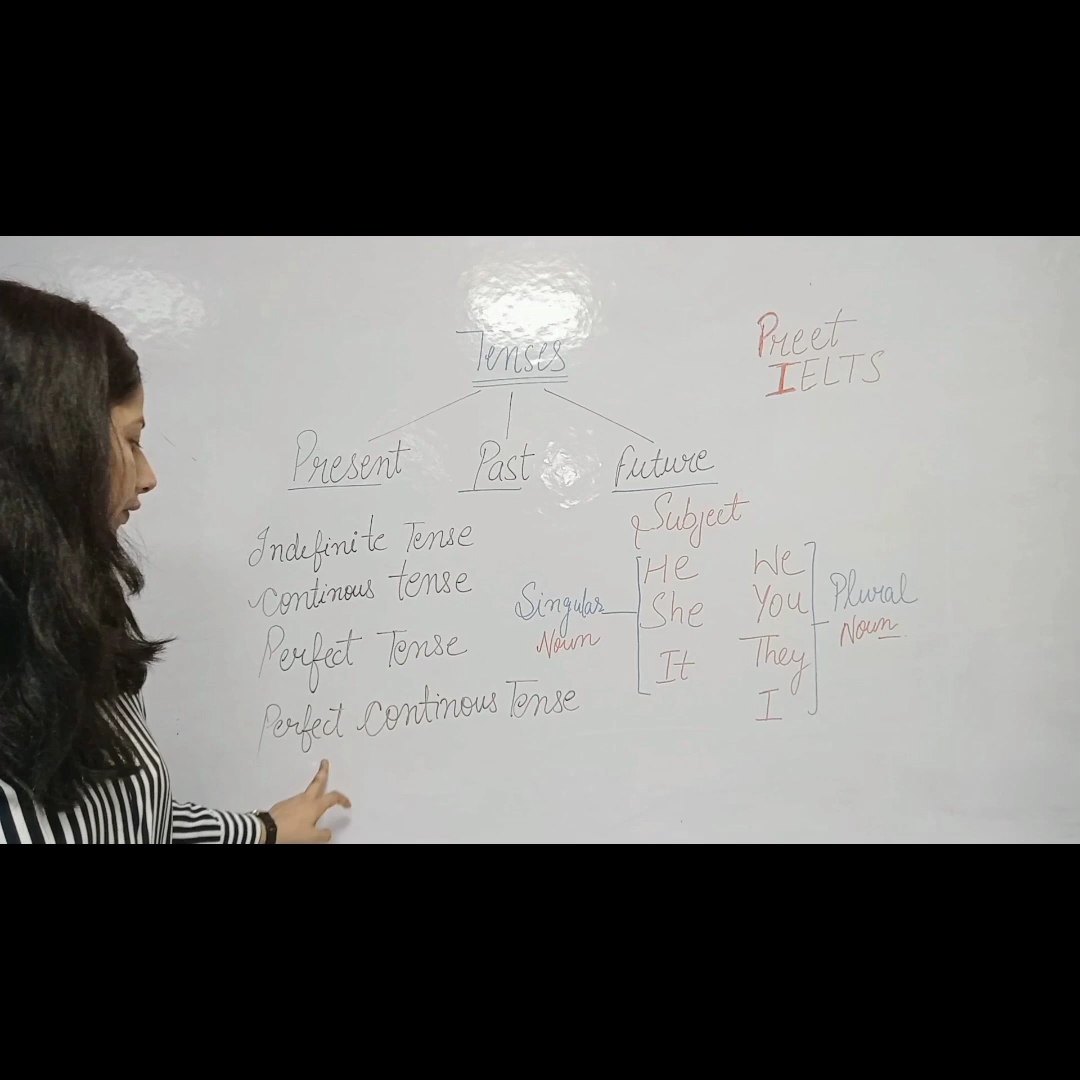 Tenses
Preet
IELTS
Present Past Future
Indefinite Tense
continous tense
Perfect Tense
Perfect continous Tense
Subject
Singular
Noun
He
She
It
We
You
They
I
Plural
Noun